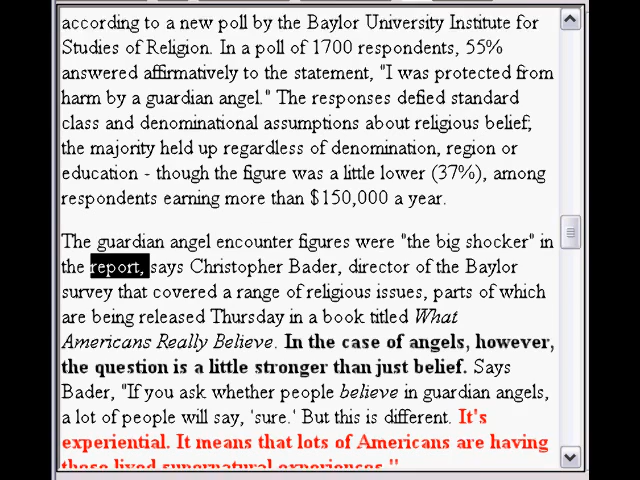 according to a new poll by the Baylor University Institute for
Studies of Religion. In a poll of 1700 respondents, 55%
answered affirmatively to the statement, "I was protected from
harm by a guardian angel." The responses defied standard
class and denominational assumptions about religious belief;
the majority held up regardless of denomination, region or
education - though the figure was a little lower (37%), among
respondents earning more than $150,000 a year.
The guardian angel encounter figures were "the big shocker" in
the report, says Christopher Bader, director of the Baylor
survey that covered a range of religious issues, parts of which
are being released Thursday in a book titled What
Americans Really Believe. In the case of angels, however,
the question is a little stronger than just belief. Says
Bader, "If you ask whether people believe in guardian angels,
a lot of people will say, 'sure.' But this is different. It's
experiential. It means that lots of Americans are having
these lived supernatural experiences."